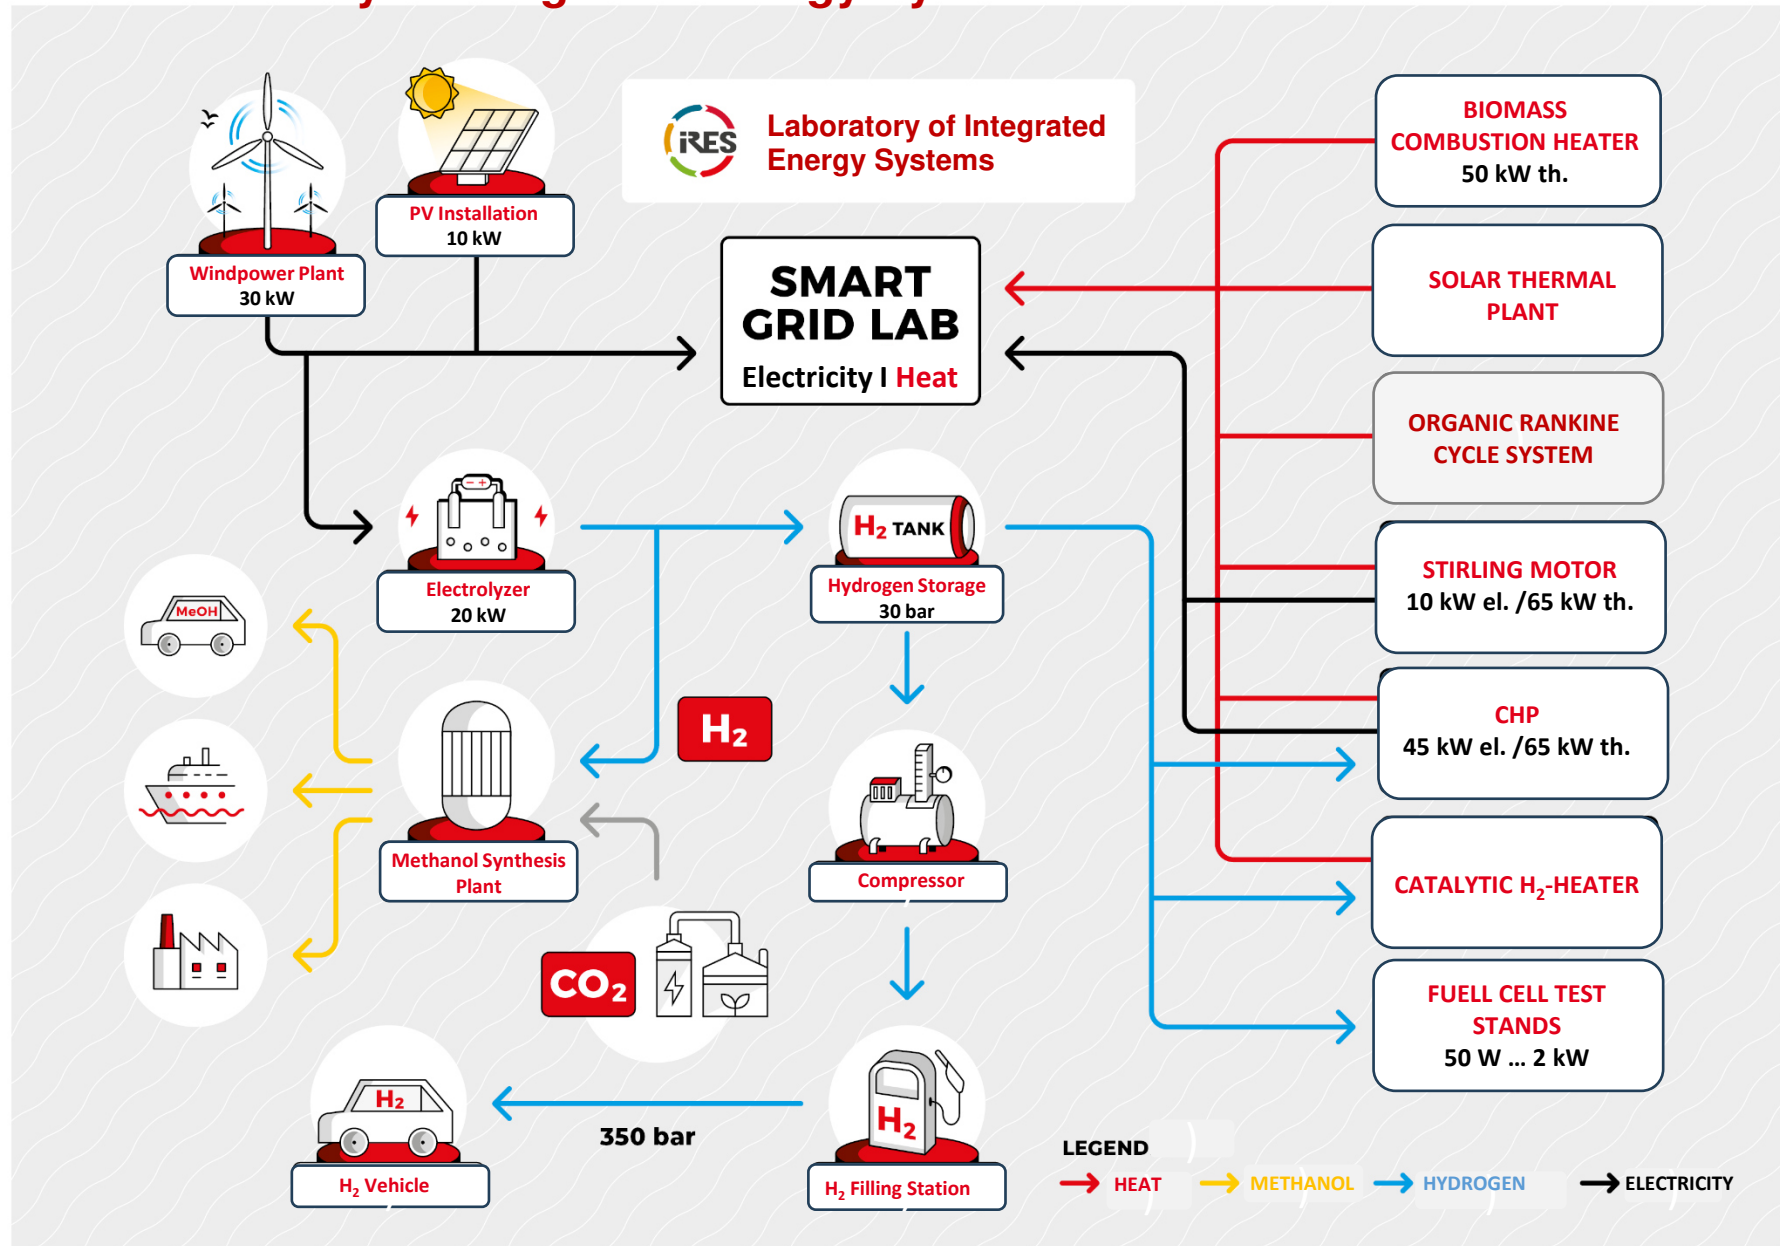 iRES
Laboratory of Integrated
Energy Systems
PV Installation
10 kW
Windpower Plant
30 kW
SMART
GRID LAB
Electricity I Heat
BIOMASS
COMBUSTION HEATER
50 kW th.
SOLAR THERMAL
PLANT
ORGANIC RANKINE
CYCLE SYSTEM
STIRLING MOTOR
10 kW el. /65 kW th.
CHP
45 kW el. /65 kW th.
CATALYTIC H₂-HEATER
FUELL CELL TEST
STANDS
50 W ... 2 kW
- +
Electrolyzer
20 kW
H₂ TANK
Hydrogen Storage
30 bar
MeOH
H₂
Methanol Synthesis
Plant
Compressor
CO₂
H₂
H₂ Vehicle
350 bar
H₂
H₂ Filling Station
LEGEND
HEAT
METHANOL
HYDROGEN
ELECTRICITY